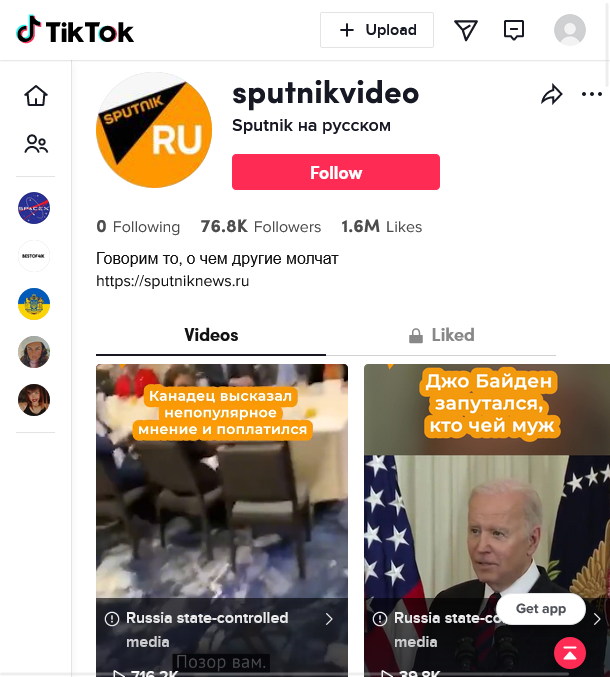 TikTok
Upload
SPUTNIK
RU
sputnikvideo
Sputnik на русском
Follow
0 Following 76.8K Followers 1.6M Likes
Говорим то, о чем другие молчат
https://sputniknews.ru
SPACEX
BESTOF4K
Videos
Liked
Канадец высказал
непопулярное
мнение и поплатился
Russia state-controlled
media
Позор вам.
716.2K
Джо Байден
запутался,
кто чей муж
Russia state-co
media
39.8K
Get app